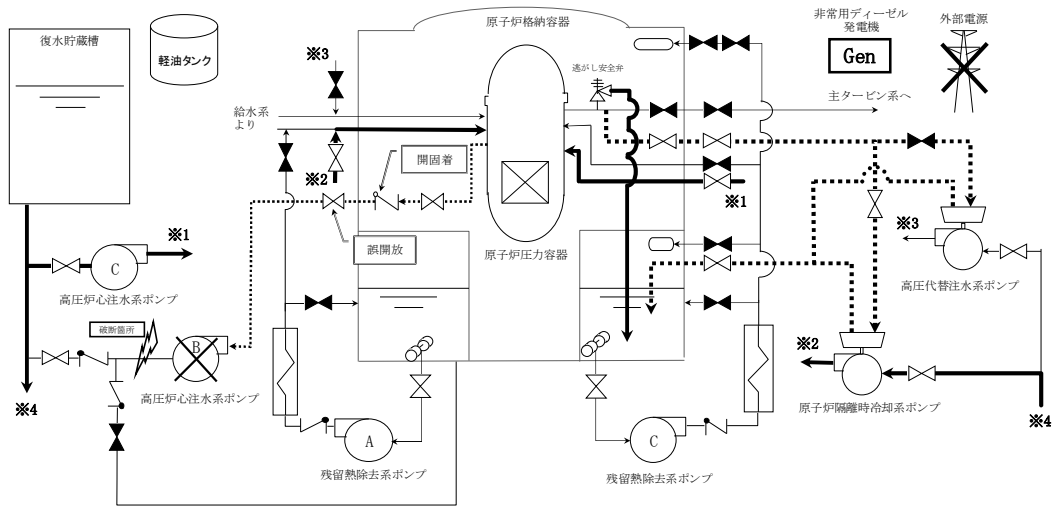 原子炉格納容器
復水貯蔵槽
軽油タンク
非常用ディーゼル
発電機
Gen
外部電源
※3
逃がし安全弁
主タービン系へ
給水系
より
※2
開固着
※1
誤開放
原子炉圧力容器
※1
C
高圧炉心注水系ポンプ
※3
高圧代替注水系ポンプ
破断箇所
B
高圧炉心注水系ポンプ
※2
原子炉隔離時冷却系ポンプ
※4
※4
A
残留熱除去系ポンプ
C
残留熱除去系ポンプ